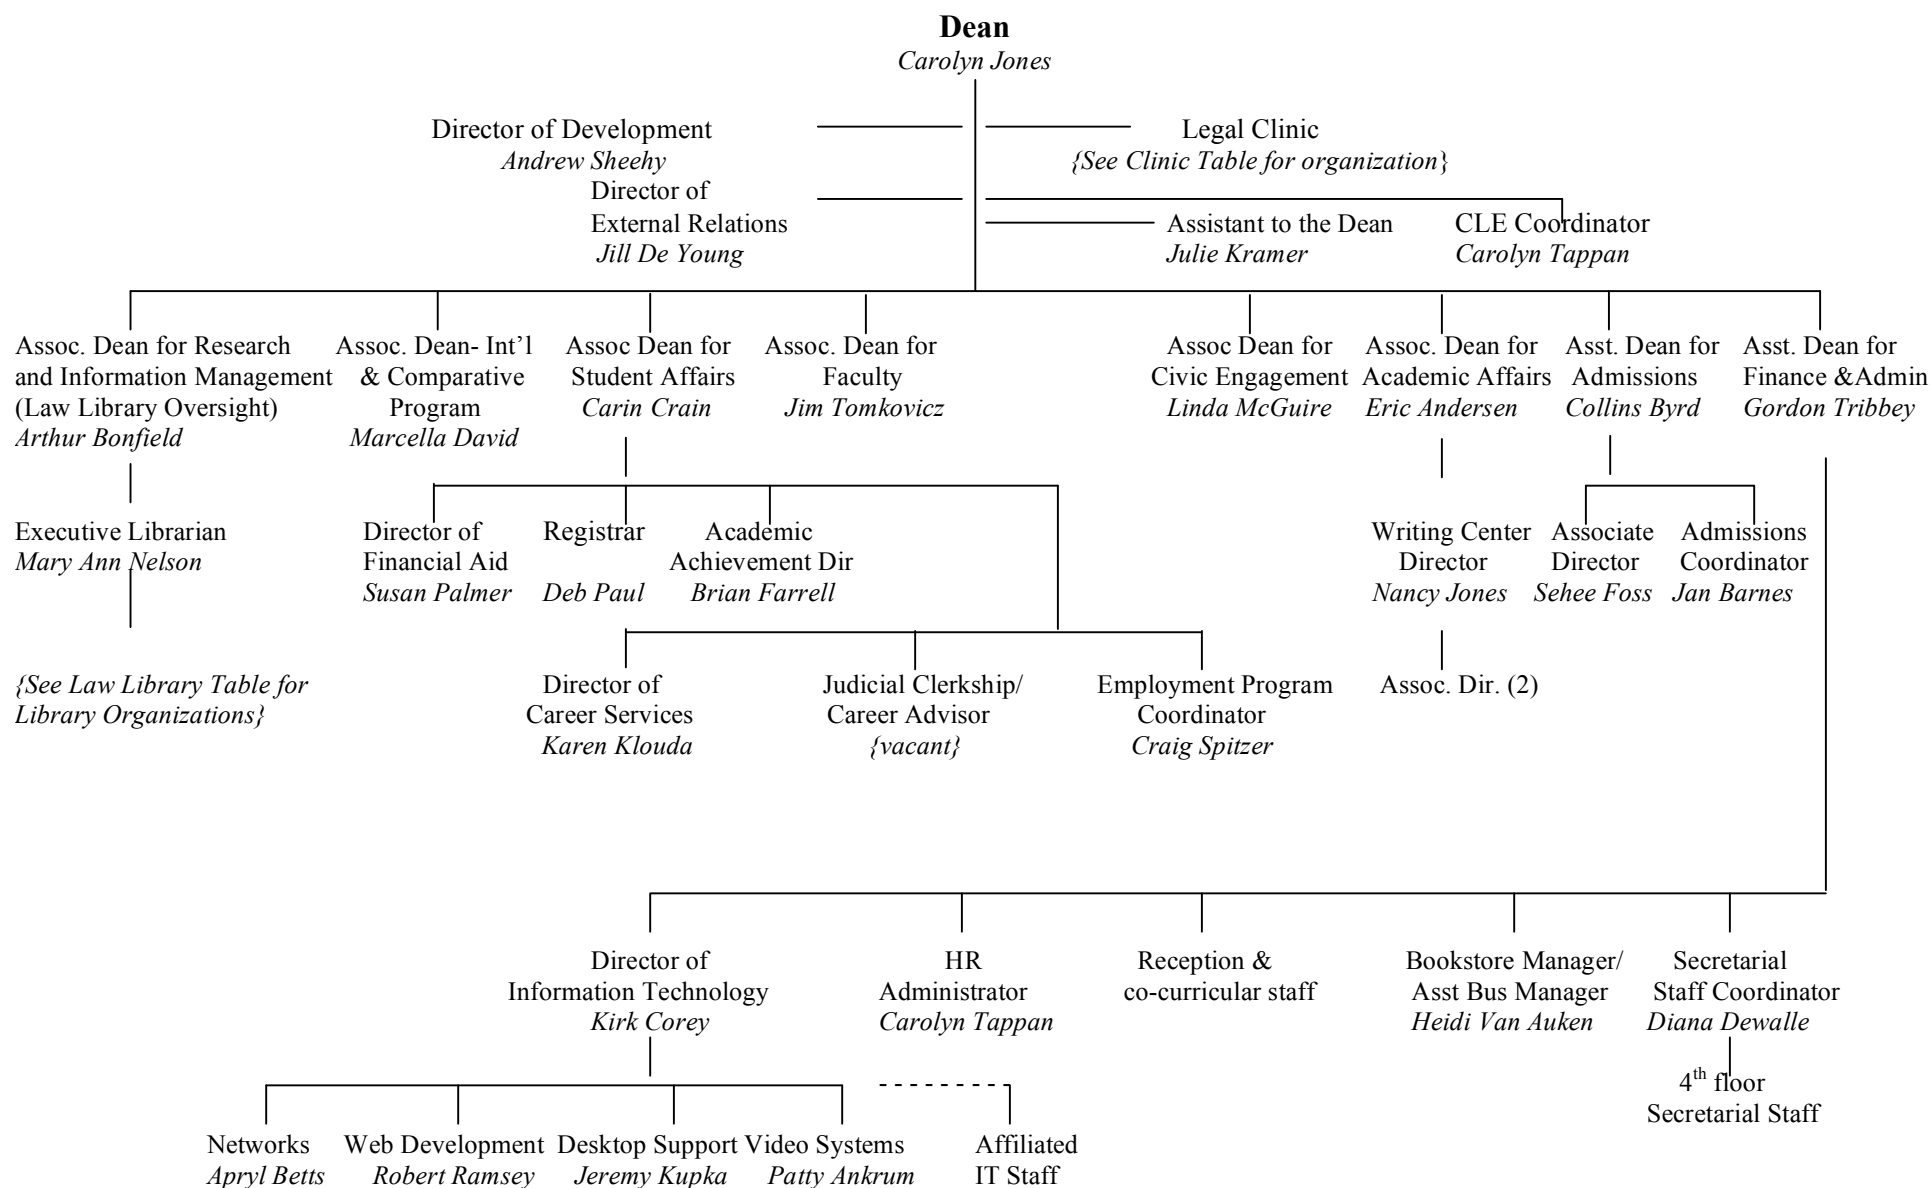 Dean
Carolyn Jones
Director of Development
Andrew Sheehy
Legal Clinic
{See Clinic Table for organization}
Director of
External Relations
Jill De Young
Assistant to the Dean
Julie Kramer
CLE Coordinator
Carolyn Tappan
Assoc. Dean for Research
and Information Management
(Law Library Oversight)
Arthur Bonfield
Assoc. Dean- Int’l
& Comparative
Program
Marcella David
Assoc Dean for
Student Affairs
Carin Crain
Assoc. Dean for
Faculty
Jim Tomkovicz
Assoc Dean for
Civic Engagement
Linda McGuire
Assoc. Dean for
Academic Affairs
Eric Andersen
Asst. Dean for
Admissions
Collins Byrd
Asst. Dean for
Finance &Admin
Gordon Tribbey
Executive Librarian
Mary Ann Nelson
Director of
Financial Aid
Susan Palmer
Registrar
Deb Paul
Academic
Achievement Dir
Brian Farrell
Writing Center
Director
Nancy Jones
Associate
Director
Sehee Foss
Admissions
Coordinator
Jan Barnes
{See Law Library Table for
Library Organizations}
Director of
Career Services
Karen Klouda
Judicial Clerkship/
Career Advisor
{vacant}
Employment Program
Coordinator
Craig Spitzer
Assoc. Dir. (2)
Director of
Information Technology
Kirk Corey
HR
Administrator
Carolyn Tappan
Reception &
co-curricular staff
Bookstore Manager/
Asst Bus Manager
Heidi Van Auken
Secretarial
Staff Coordinator
Diana Dewalle
4th floor
Secretarial Staff
Networks
Apryl Betts
Web Development
Robert Ramsey
Desktop Support
Jeremy Kupka
Video Systems
Patty Ankrum
Affiliated
IT Staff